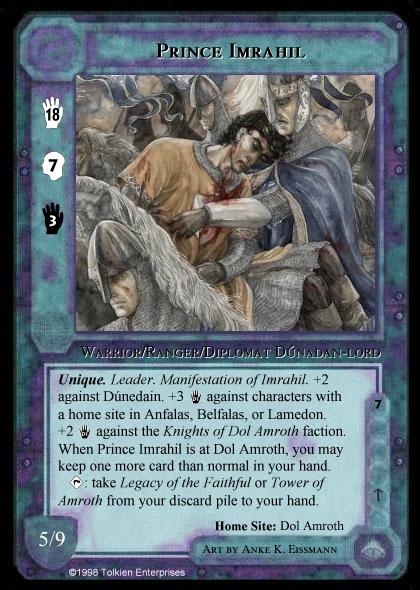 Prince Imrahil
18
7
3
Warrior/Ranger/Diplomat Dúnadan-lord
Unique. Leader. Manifestation of Imrahil. +2
against Dúnedain. +3 against characters with
a home site in Anfalas, Belfalas, or Lamedon.
+2 against the Knights of Dol Amroth faction.
When Prince Imrahil is at Dol Amroth, you may
keep one more card than normal in your hand.
: take Legacy of the Faithful or Tower of
Amroth from your discard pile to your hand.
7
Home Site: Dol Amroth
5/9
Art by Anke K. Eissmann
©1998 Tolkien Enterprises